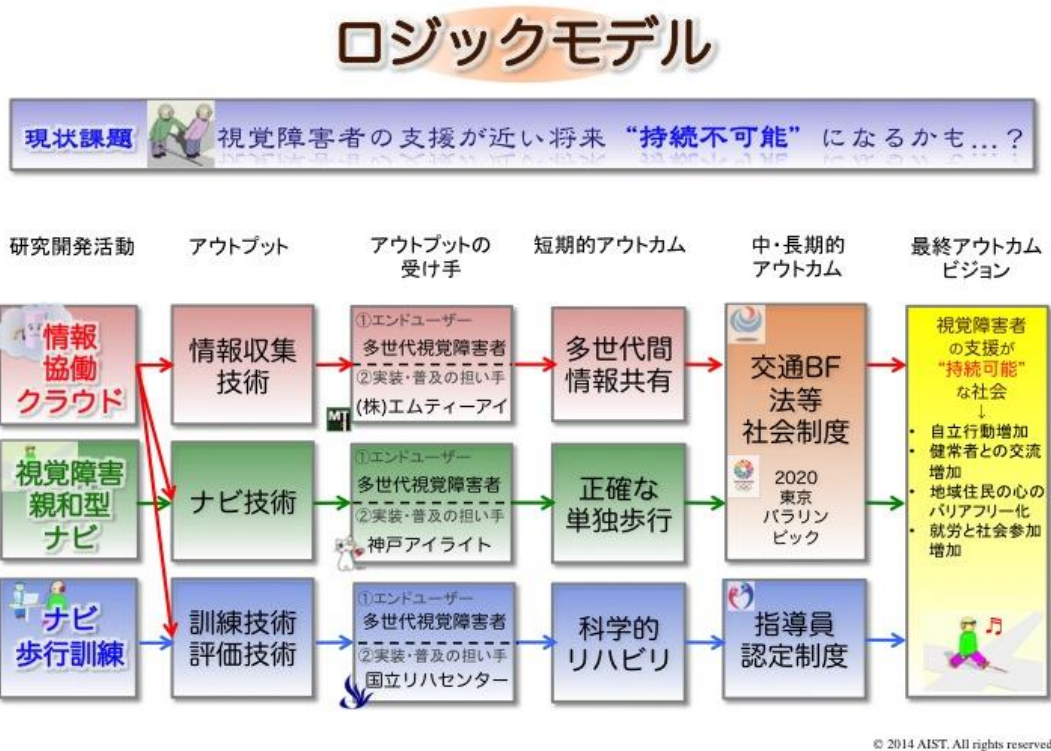 ロジックモデル
現状課題 視覚障害者の支援が近い将来 “持続不可能” になるかも…？
研究開発活動
アウトプット
アウトプットの
受け手
短期的アウトカム
中・長期的
アウトカム
最終アウトカム
ビジョン
情報
協働
クラウド
情報収集
技術
①エンドユーザー
多世代視覚障害者
②実装・普及の担い手
(株)エムティーアイ
多世代間
情報共有
視覚障害
親和型
ナビ
ナビ技術
①エンドユーザー
多世代視覚障害者
②実装・普及の担い手
神戸アイライト
正確な
単独歩行
交通BF
法等
社会制度
2020
東京
パラリン
ピック
ナビ
歩行訓練
訓練技術
評価技術
①エンドユーザー
多世代視覚障害者
②実装・普及の担い手
国立リハセンター
科学的
リハビリ
指導員
認定制度
視覚障害者
の支援が
“持続可能”
な社会
↓
• 自立行動増加
• 健常者との交流
増加
• 地域住民の心の
バリアフリー化
• 就労と社会参加
増加
© 2014 AIST. All rights reserved